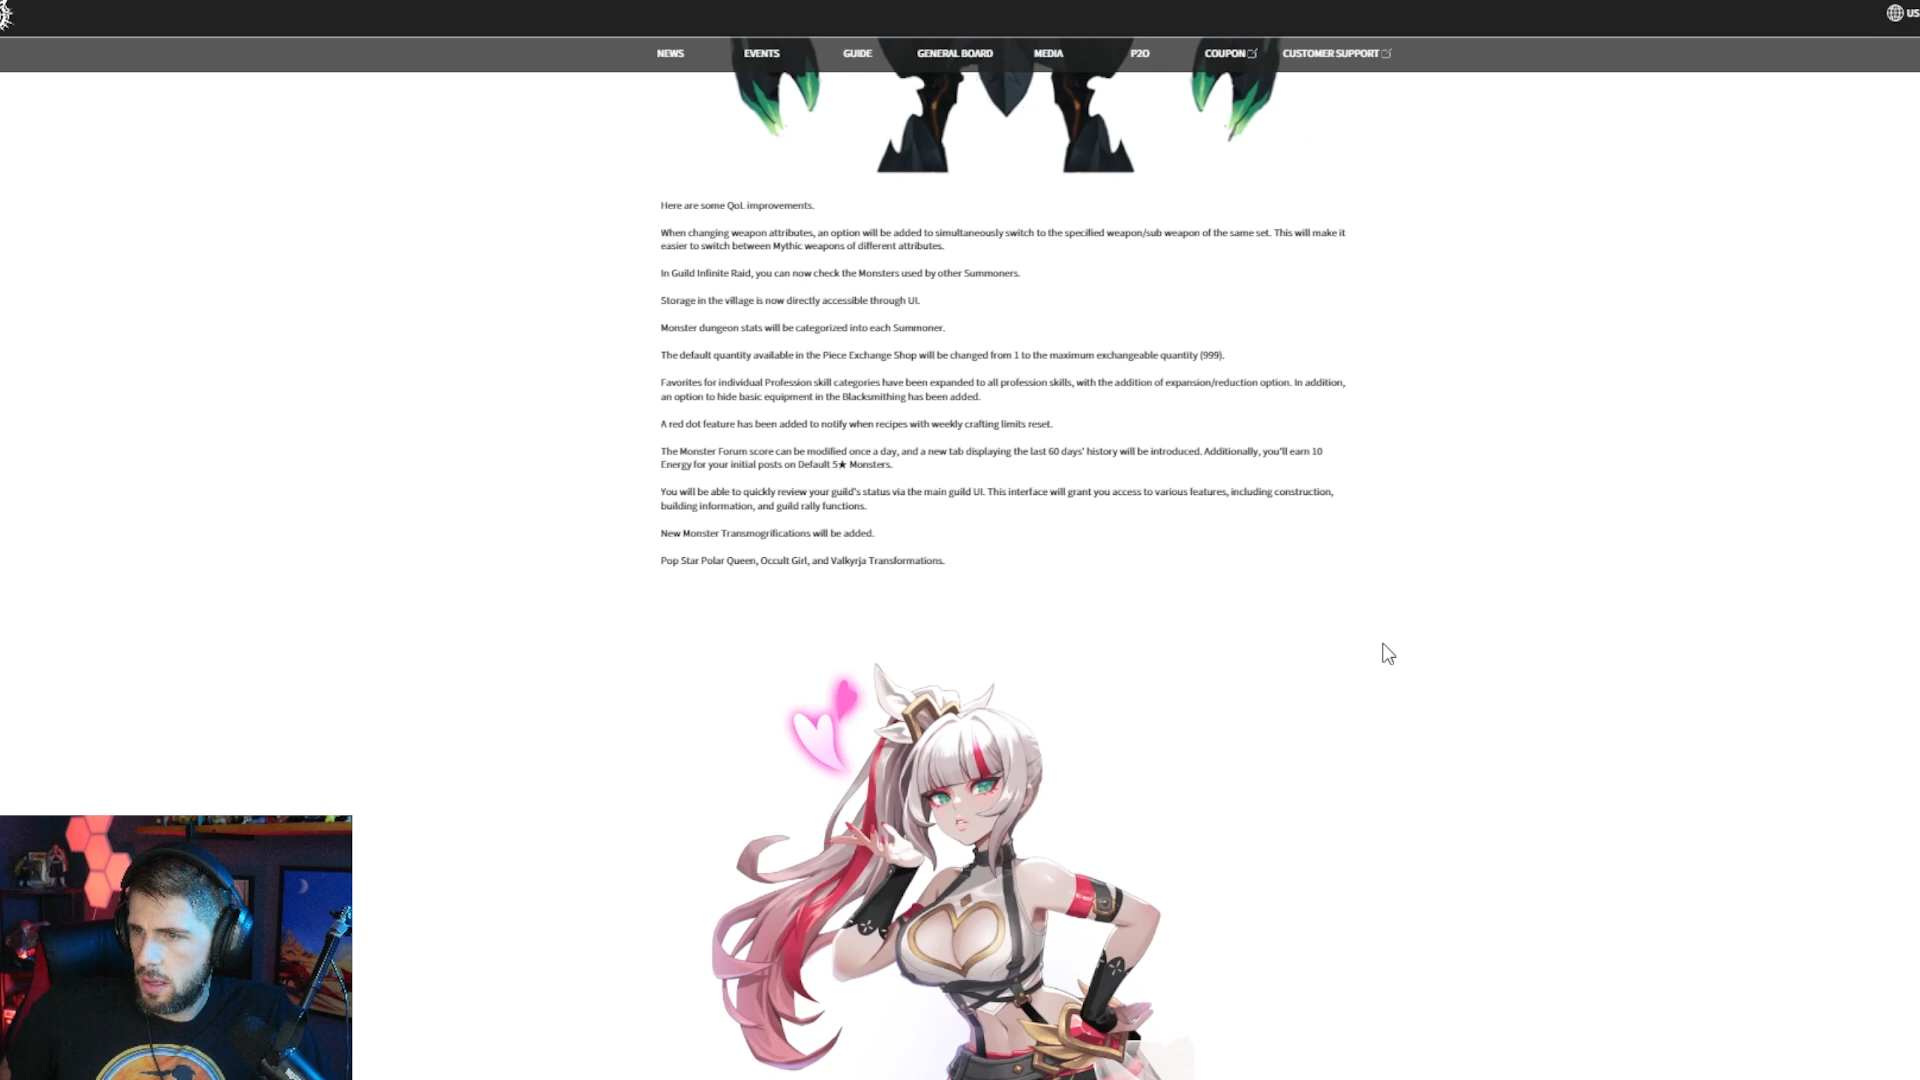 US
NEWS EVENTS GUIDE GENERAL BOARD MEDIA P2O COUPON CUSTOMER SUPPORT
Here are some QoL improvements.
When changing weapon attributes, an option will be added to simultaneously switch to the specified weapon/sub weapon of the same set. This will make it
easier to switch between Mythic weapons of different attributes.
In Guild Infinite Raid, you can now check the Monsters used by other Summoners.
Storage in the village is now directly accessible through UI.
Monster dungeon stats will be categorized into each Summoner.
The default quantity available in the Piece Exchange Shop will be changed from 1 to the maximum exchangeable quantity (999).
Favorites for individual Profession skill categories have been expanded to all profession skills, with the addition of expansion/reduction option. In addition,
an option to hide basic equipment in the Blacksmithing has been added.
A red dot feature has been added to notify when recipes with weekly crafting limits reset.
The Monster Forum score can be modified once a day, and a new tab displaying the last 60 days' history will be introduced. Additionally, you'll earn 10
Energy for your initial posts on Default 5★ Monsters.
You will be able to quickly review your guild's status via the main guild UI. This interface will grant you access to various features, including construction,
building information, and guild rally functions.
New Monster Transmogrifications will be added.
Pop Star Polar Queen, Occult Girl, and Valkyrja Transformations.